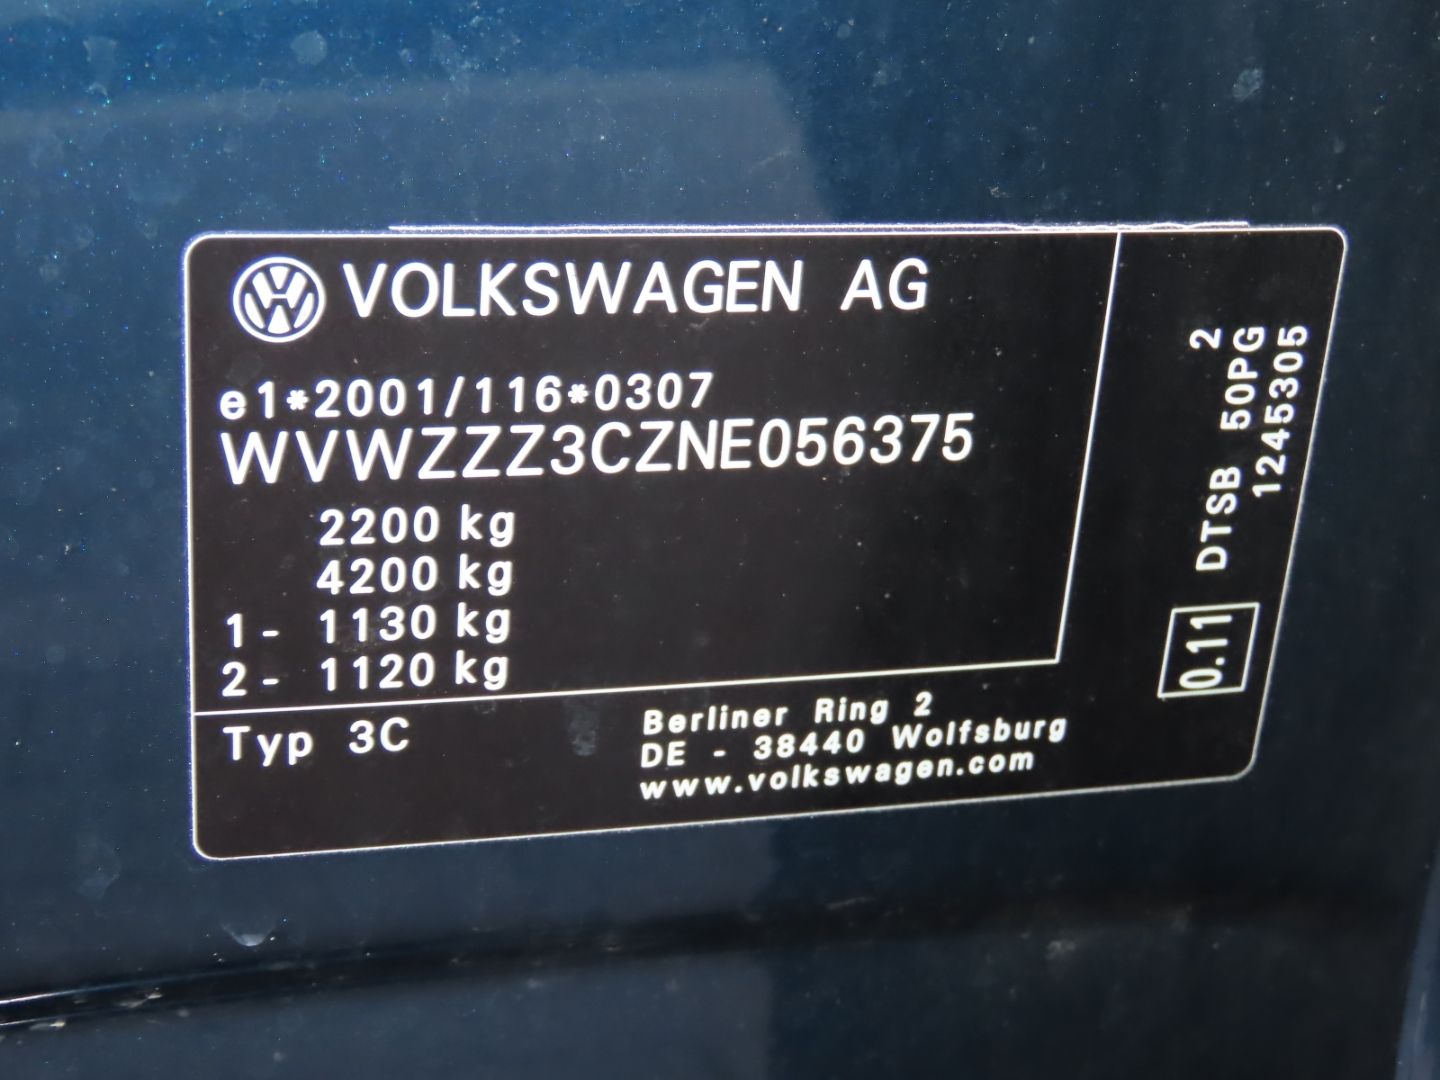 VOLKSWAGEN AG
e1*2001/116*0307
WVWZZZ3CZNE056375
2200 kg
4200 kg
1- 1130 kg
2- 1120 kg
Typ 3C
Berliner Ring 2
DE - 38440 Wolfsburg
www.volkswagen.com
2
DTSB 50PG
1245305
0.11